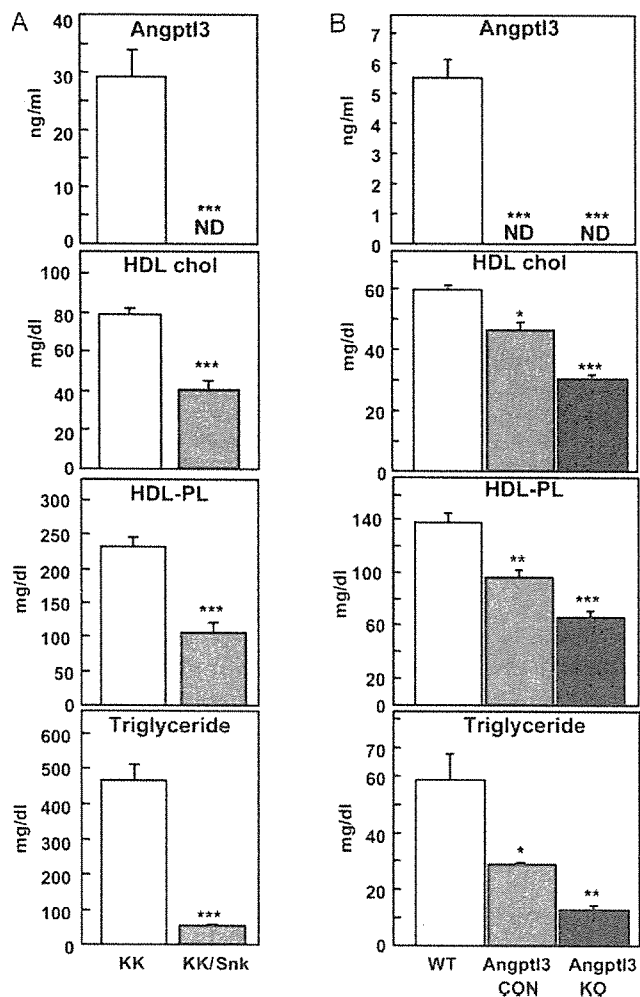 A
Angptl3
40
30
20
10
0
ng/ml
***
ND
HDL chol
100
80
60
40
20
0
mg/dl
***
HDL-PL
300
250
200
150
100
50
0
mg/dl
***
Triglyceride
600
500
400
300
200
100
0
mg/dl
***
KK
KK/Snk
B
Angptl3
7
6
5
4
3
2
1
0
ng/ml
***
ND
***
ND
HDL chol
60
40
30
0
mg/dl
*
***
HDL-PL
140
100
60
20
0
mg/dl
**
***
Triglyceride
70
60
40
20
10
0
mg/dl
*
**
WT
Angptl3
CON
Angptl3
KO